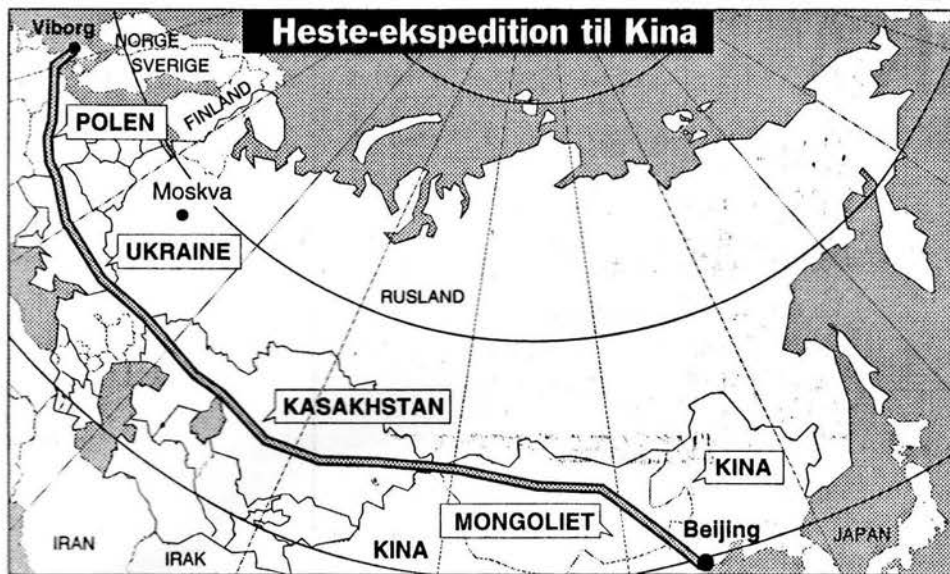 Heste-ekspedition til Kina
Viborg
NORGE
SVERIGE
FINLAND
POLEN
Moskva
UKRAINE
RUSLAND
KASAKHSTAN
KINA
MONGOLIET
Beijing
JAPAN
IRAN
IRAK
KINA